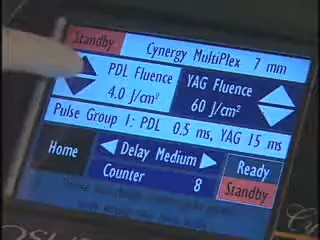 Standby
Cynergy MultiPlex 7 mm
PDL Fluence
4.0 J/cm²
YAG Fluence
60 J/cm²
Pulse Group 1: PDL 0.5 ms, YAG 15 ms
Home
Delay Medium
Counter 8
Ready
Standby